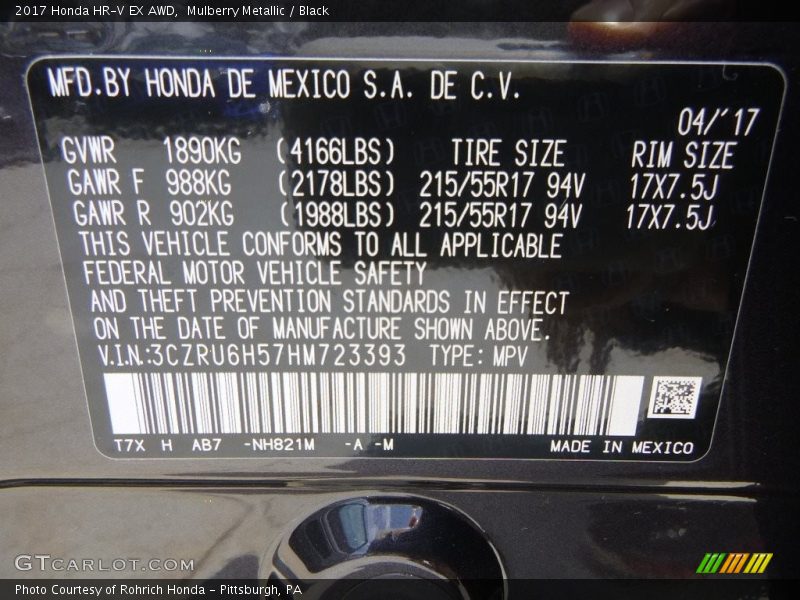 2017 Honda HR-V EX AWD, Mulberry Metallic / Black
MFD.BY HONDA DE MEXICO S.A. DE C.V.
04/'17
GVWR 1890KG (4166LBS) TIRE SIZE RIM SIZE
GAWR F 988KG (2178LBS) 215/55R17 94V 17X7.5J
GAWR R 902KG (1988LBS) 215/55R17 94V 17X7.5J
THIS VEHICLE CONFORMS TO ALL APPLICABLE
FEDERAL MOTOR VEHICLE SAFETY
AND THEFT PREVENTION STANDARDS IN EFFECT
ON THE DATE OF MANUFACTURE SHOWN ABOVE.
V.I.N:3CZRU6H57HM723393 TYPE: MPV
T7X H AB7 -NH821M -A -M MADE IN MEXICO
GTCARLOT.COM
Photo Courtesy of Rohrich Honda - Pittsburgh, PA